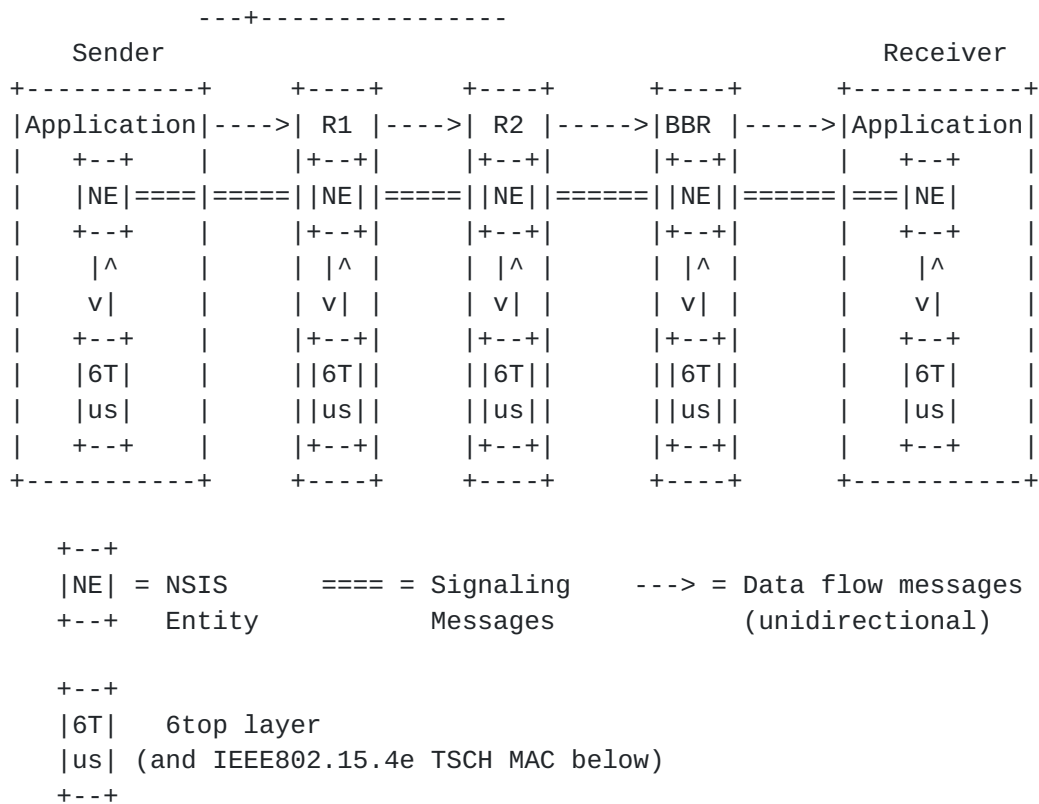 ---+----------------
    Sender                                              Receiver
+-----------+     +----+     +----+      +----+      +-----------+
|Application|---->| R1 |---->| R2 |----->|BBR |----->|Application|
|   +--+    |     |+--+|     |+--+|      |+--+|      |   +--+    |
|   |NE|====|=====||NE||=====||NE||======||NE||======|===|NE|    |
|   +--+    |     |+--+|     |+--+|      |+--+|      |   +--+    |
|    |^     |     | |^ |     | |^ |      | |^ |      |    |^     |
|    v|     |     | v| |     | v| |      | v| |      |    v|     |
|   +--+    |     |+--+|     |+--+|      |+--+|      |   +--+    |
|   |6T|    |     ||6T||     ||6T||      ||6T||      |   |6T|    |
|   |us|    |     ||us||     ||us||      ||us||      |   |us|    |
|   +--+    |     |+--+|     |+--+|      |+--+|      |   +--+    |
+-----------+     +----+     +----+      +----+      +-----------+
   +--+
   |NE| = NSIS      ==== = Signaling    ---> = Data flow messages
   +--+   Entity           Messages            (unidirectional)
   +--+
   |6T|   6top layer
   |us| (and IEEE802.15.4e TSCH MAC below)
   +--+